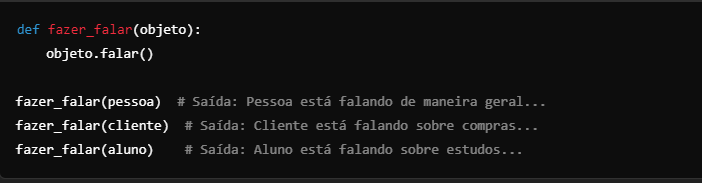 def fazer_falar(objeto):
    objeto.falar()

fazer_falar(pessoa)  # Saída: Pessoa está falando de maneira geral...
fazer_falar(cliente)  # Saída: Cliente está falando sobre compras...
fazer_falar(aluno)    # Saída: Aluno está falando sobre estudos...